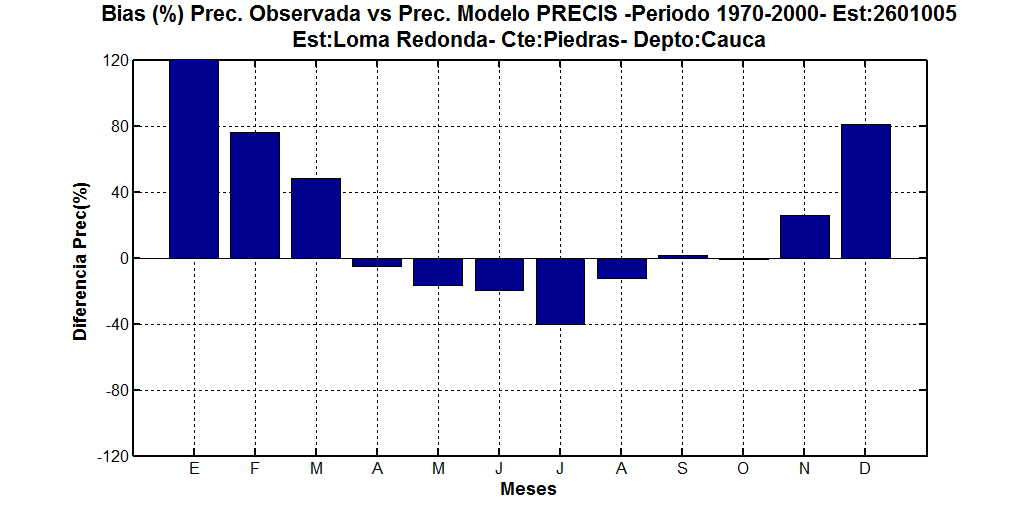 Bias (%) Prec. Observada vs Prec. Modelo PRECIS -Periodo 1970-2000- Est:2601005
Est:Loma Redonda- Cte:Piedras- Depto:Cauca
120
80
40
0
-40
-80
-120
Diferencia Prec(%)
E F M A M J J A S O N D
Meses